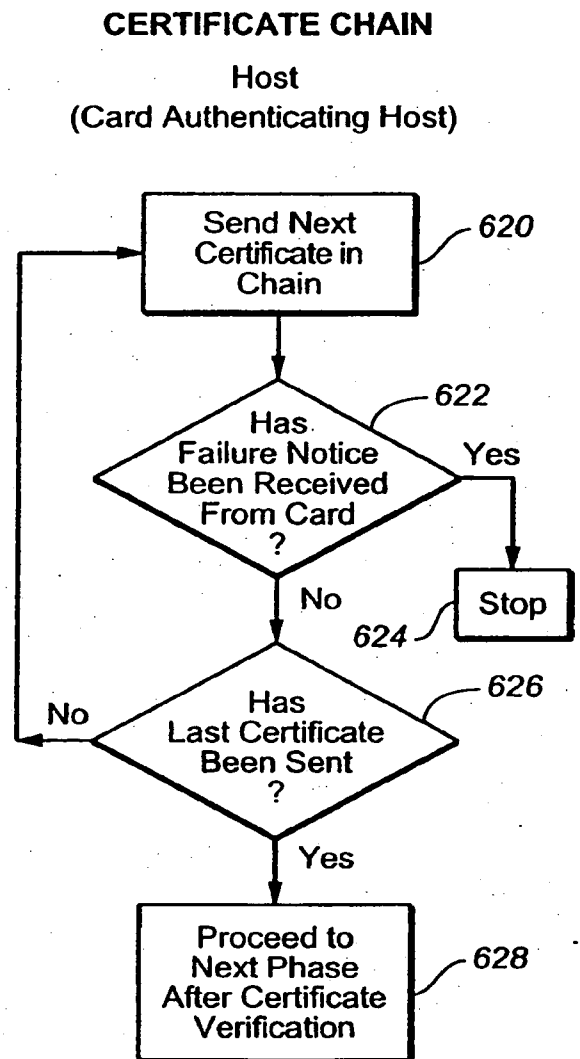 CERTIFICATE CHAIN
Host
(Card Authenticating Host)
Send Next
Certificate in
Chain
620
Has
Failure Notice
Been Received
From Card
?
622
Yes
Stop
624
No
Has
Last Certificate
Been Sent
?
626
No
Yes
Proceed to
Next Phase
After Certificate
Verification
628